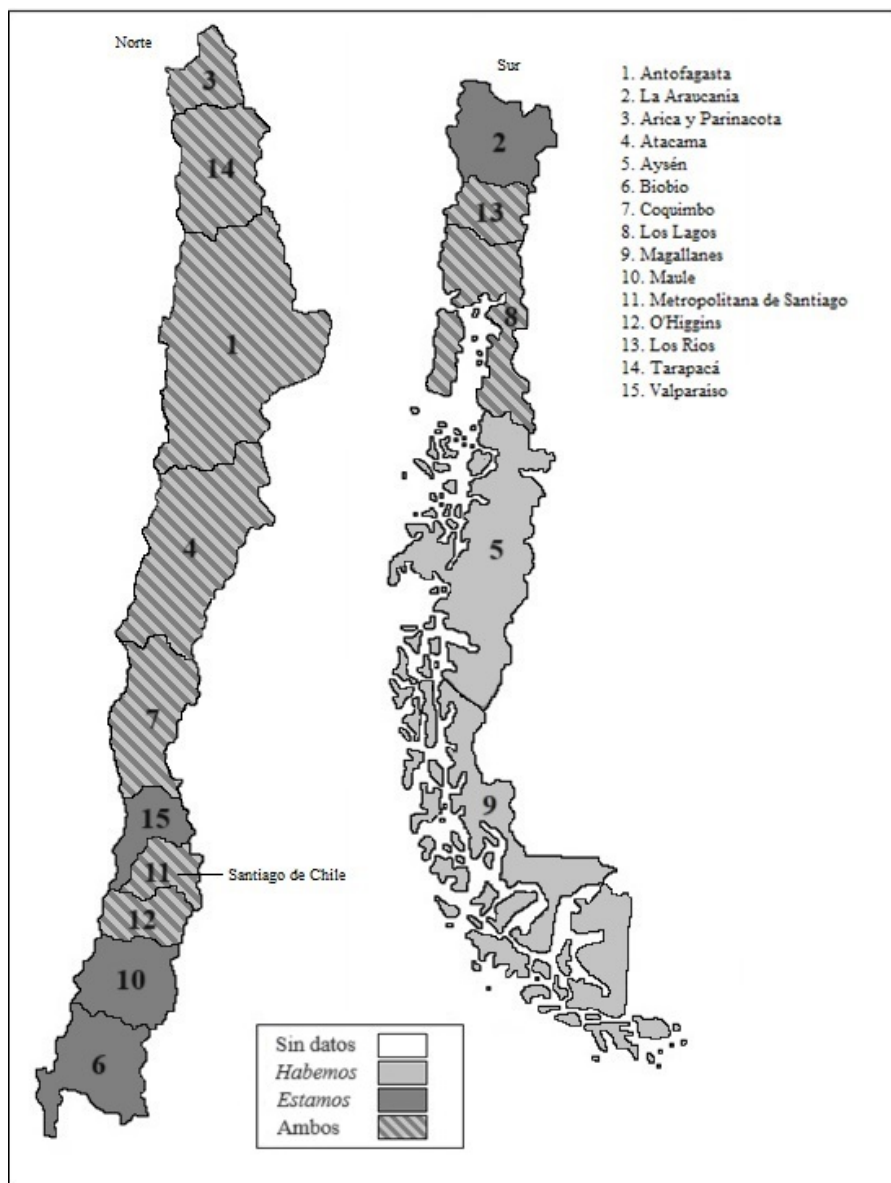 Norte
Sur
1. Antofagasta
2. La Araucanía
3. Arica y Parinacota
4. Atacama
5. Aysén
6. Biobio
7. Coquimbo
8. Los Lagos
9. Magallanes
10. Maule
11. Metropolitana de Santiago
12. O'Higgins
13. Los Rios
14. Tarapacá
15. Valparaiso
3
14
1
4
7
15
11
Santiago de Chile
12
10
6
2
13
8
5
9
Sin datos
Habemos
Estamos
Ambos